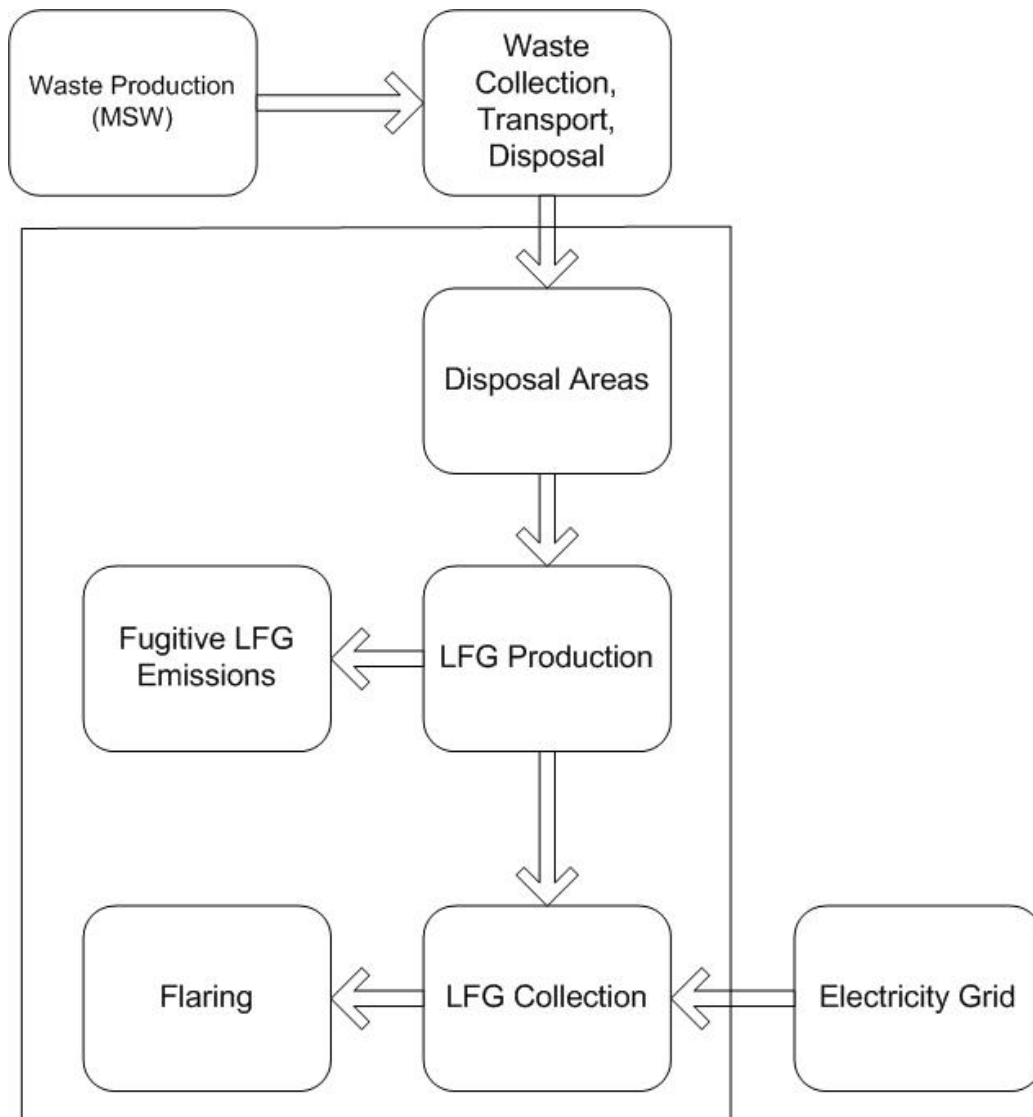 Waste Production
(MSW)
Waste
Collection,
Transport,
Disposal
Disposal Areas
Fugitive LFG
Emissions
LFG Production
Flaring
LFG Collection
Electricity Grid